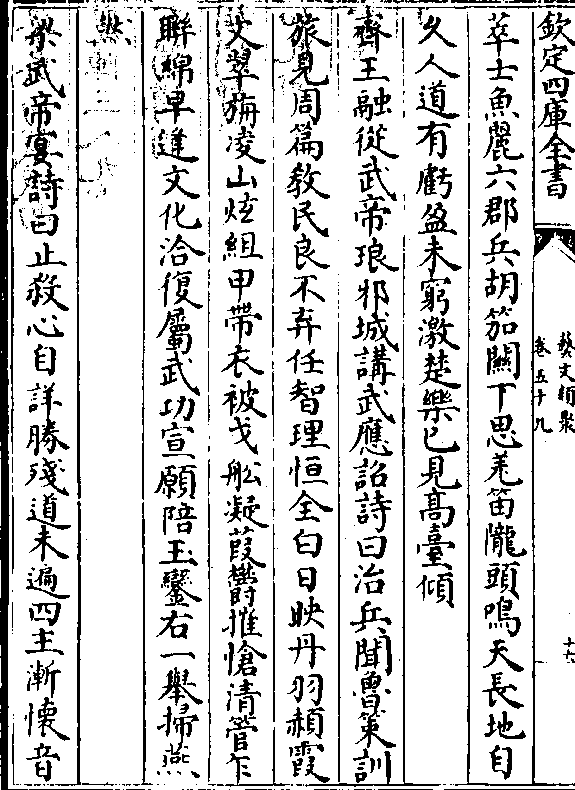 欽定四庫全書
藝文類聚
卷五十九
十六
萃士魚麗六郡兵胡笳關下思羌笛隴頭鳴天長地自
久人道有虧盈未窮激楚樂已見高臺傾
齊王融從武帝琅邪城講武應詔詩曰治兵聞魯策訓
旅見周篇教民良不弃任智理恒全白日映丹羽赬霞
文翠旃凌山炫組甲帶衣被戈船凝葭鬱摧愴清管乍
聯綿早逢文化洽復屬武功宣願陪玉鑾右一舉掃燕
然
梁武帝宴詩曰止殺心自詳勝殘道未遍四主漸懷音